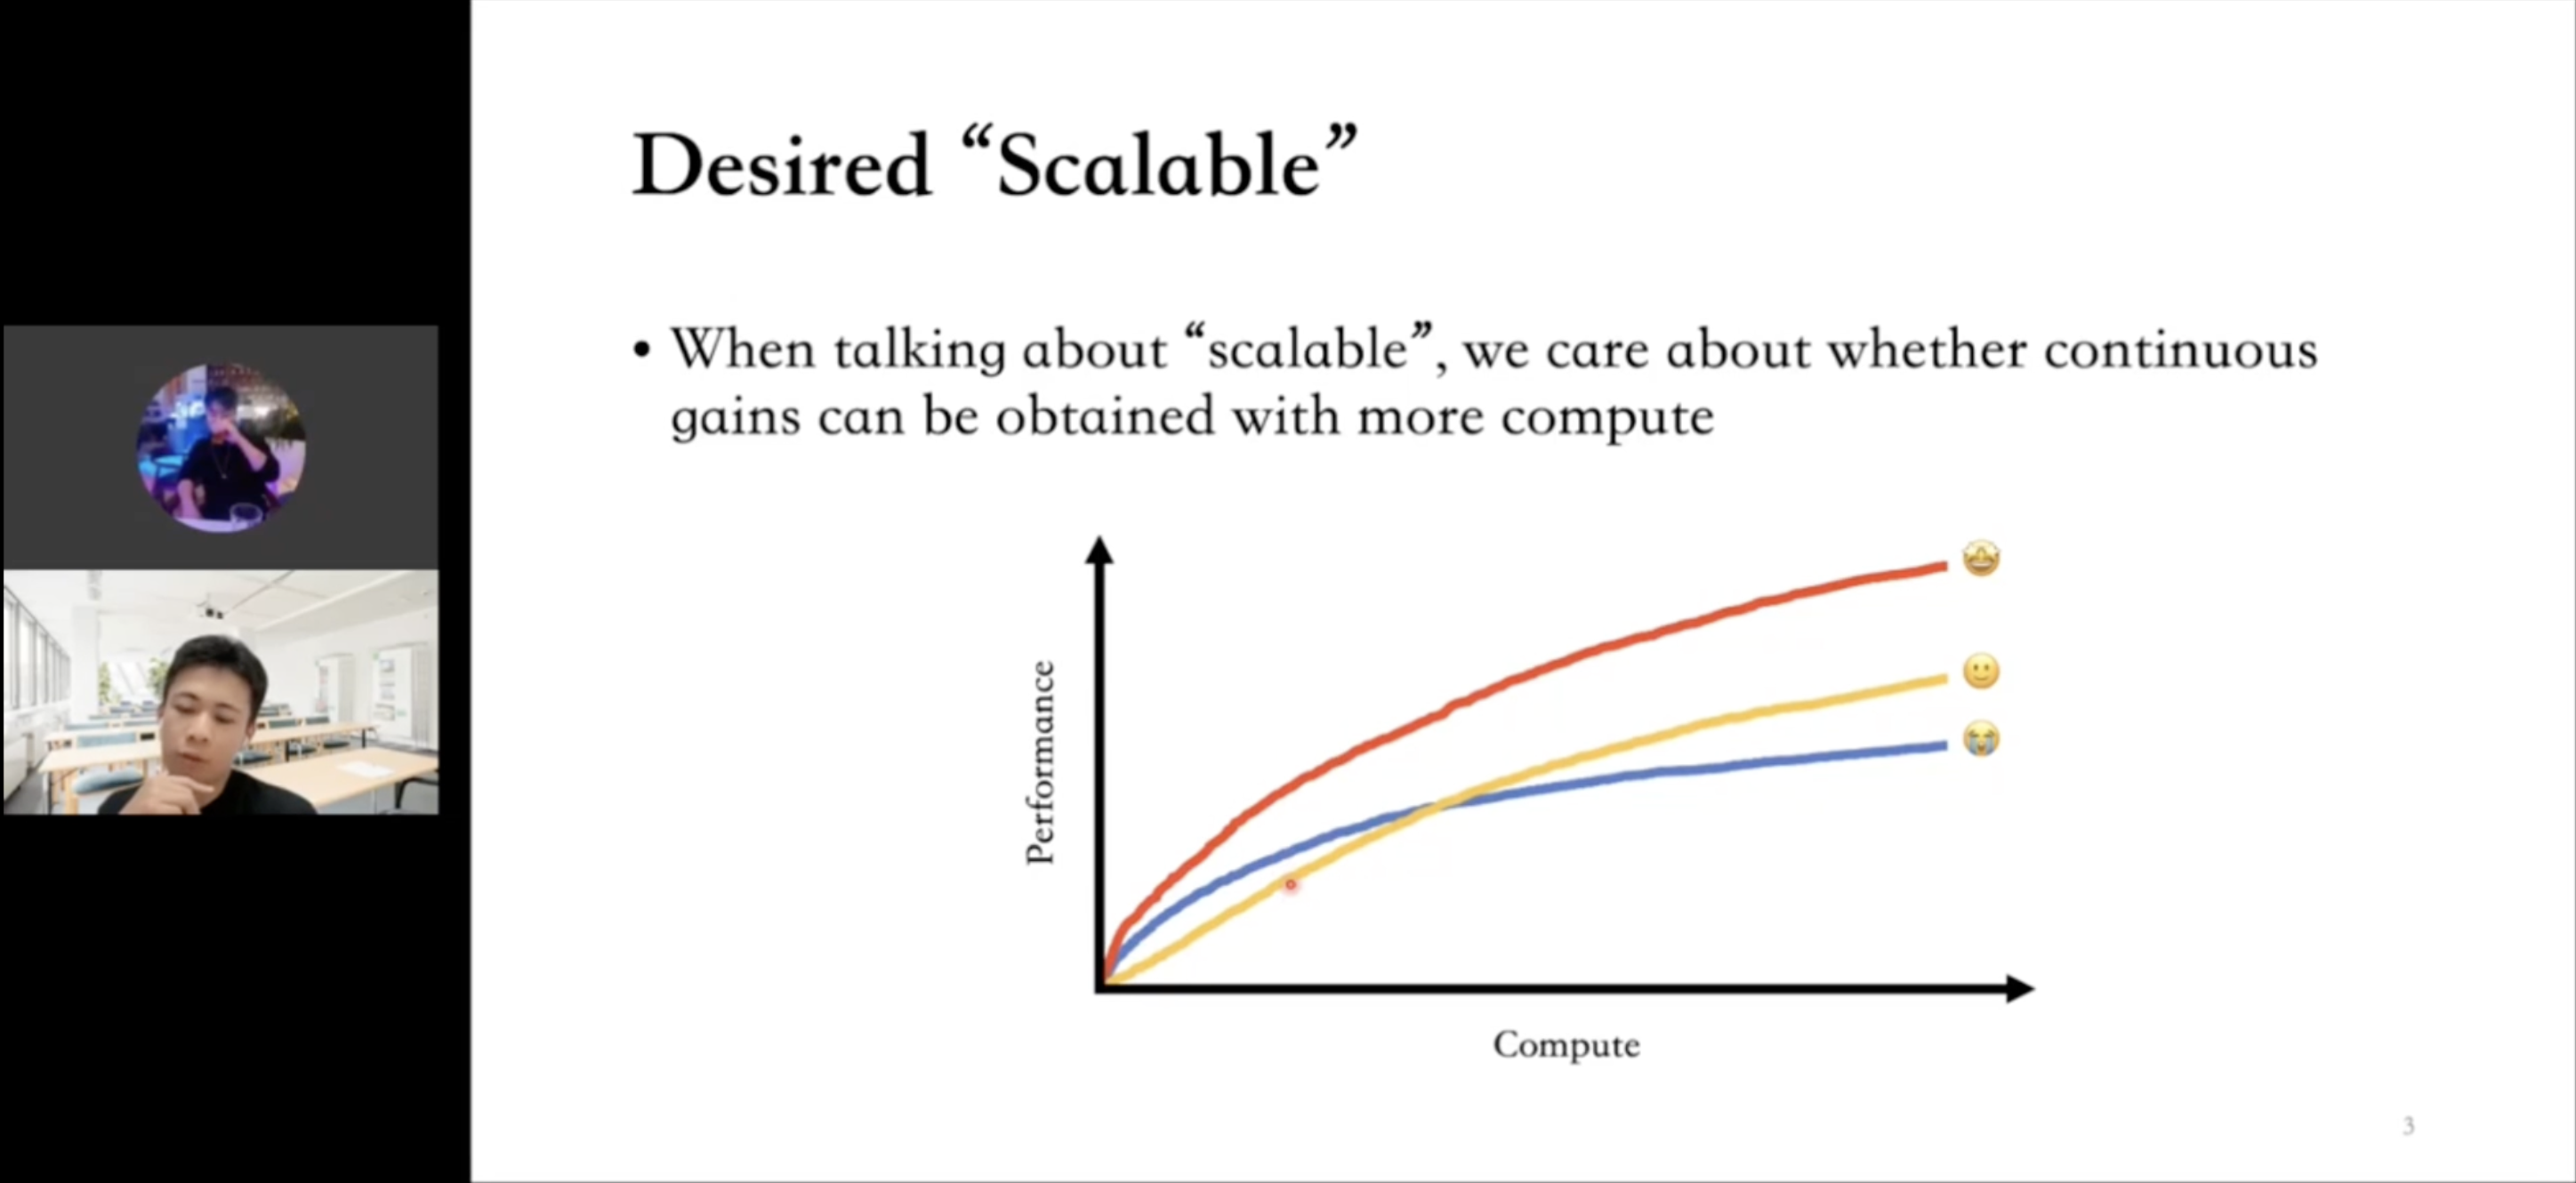 Desired “Scalable”
• When talking about “scalable”, we care about whether continuous
gains can be obtained with more compute
Performance
Compute
3